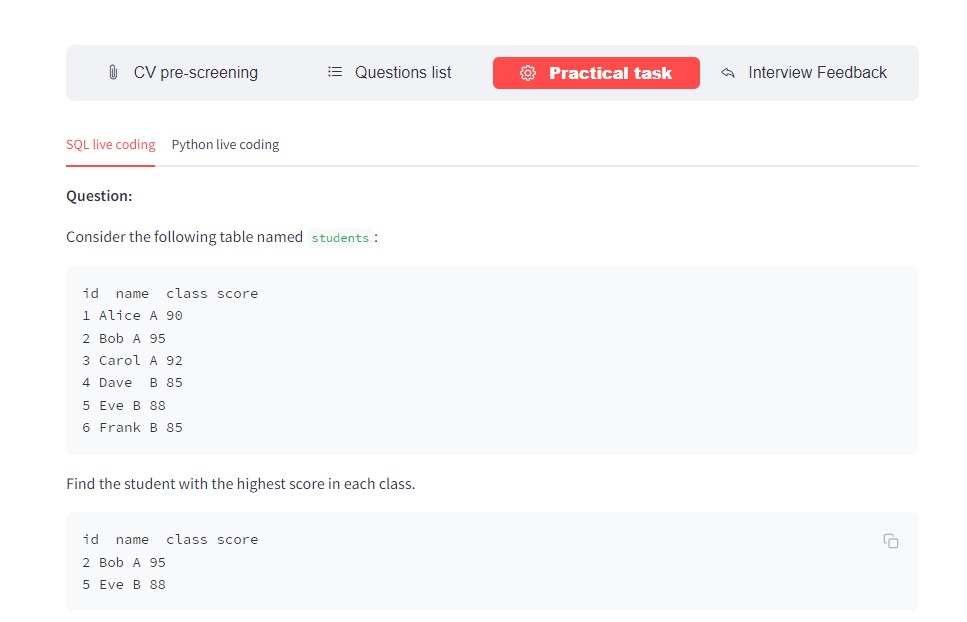 CV pre-screening Questions list Practical task Interview Feedback
SQL live coding Python live coding
Question:
Consider the following table named students :
id  name  class score
1 Alice A 90
2 Bob A 95
3 Carol A 92
4 Dave  B 85
5 Eve B 88
6 Frank B 85
Find the student with the highest score in each class.
id  name  class score
2 Bob A 95
5 Eve B 88